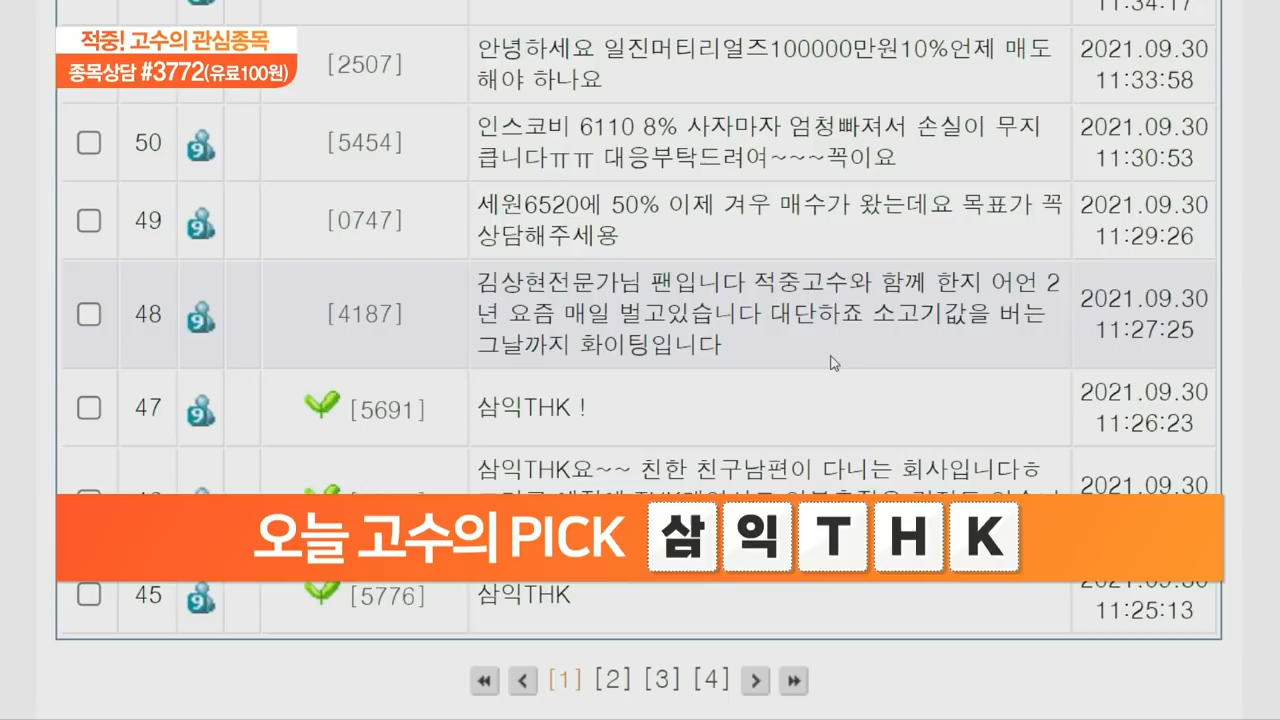 11:34:17
적중! 고수의 관심종목
종목상담 #3772(유료100원)
[2507]
안녕하세요 일진머티리얼즈100000만원10%언제 매도
해야 하나요
2021.09.30
11:33:58
50
[5454]
인스코비 6110 8% 사자마자 엄청빠져서 손실이 무지
큽니다ㅠㅠ 대응부탁드려여~~~꼭이요
2021.09.30
11:30:53
49
[0747]
세원6520에 50% 이제 겨우 매수가 왔는데요 목표가 꼭
상담해주세용
2021.09.30
11:29:26
48
[4187]
김상현전문가님 팬입니다 적중고수와 함께 한지 어언 2
년 요즘 매일 벌고있습니다 대단하죠 소고기값을 버는
그날까지 화이팅입니다
2021.09.30
11:27:25
47
[5691]
삼익THK !
2021.09.30
11:26:23
삼익THK요~~ 친한 친구남편이 다니는 회사입니다ㅎ
2021.09.30
오늘 고수의 PICK 삼익THK
45
[5776]
삼익THK
2021.09.30
11:25:13
[1] [2] [3] [4]